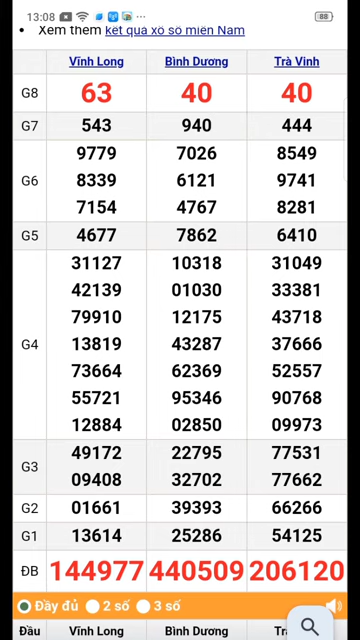 13:08 ... 88
• Xem thêm kết quả xổ số miền Nam
Vĩnh Long Bình Dương Trà Vinh
G8 63 40 40
G7 543 940 444
G6 9779 7026 8549
8339 6121 9741
7154 4767 8281
G5 4677 7862 6410
G4 31127 10318 31049
42139 01030 33381
79910 12175 43718
13819 43287 37666
73664 62369 52557
55721 95346 90768
12884 02850 09973
G3 49172 22795 77531
09408 32702 77662
G2 01661 39393 66266
G1 13614 25286 54125
ĐB 144977 440509 206120
Đầy đủ 2 số 3 số
Đầu Vĩnh Long Bình Dương